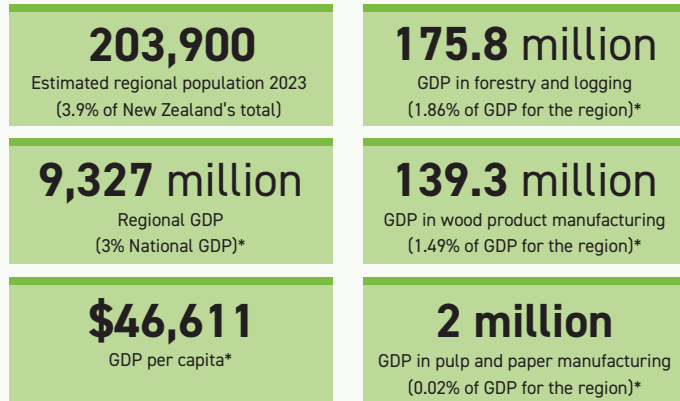 203,900
Estimated regional population 2023
(3.9% of New Zealand's total)
175.8 million
GDP in forestry and logging
(1.86% of GDP for the region)*
9,327 million
Regional GDP
(3% National GDP)*
139.3 million
GDP in wood product manufacturing
(1.49% of GDP for the region)*
$46,611
GDP per capita*
2 million
GDP in pulp and paper manufacturing
(0.02% of GDP for the region)*